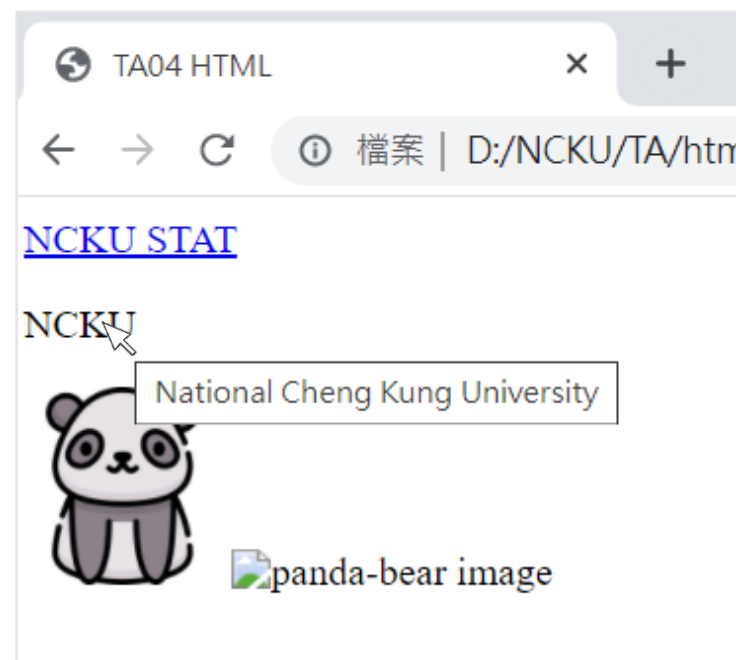 TA04 HTML
檔案 | D:/NCKU/TA/htm
NCKU STAT
NCKU
National Cheng Kung University
panda-bear image